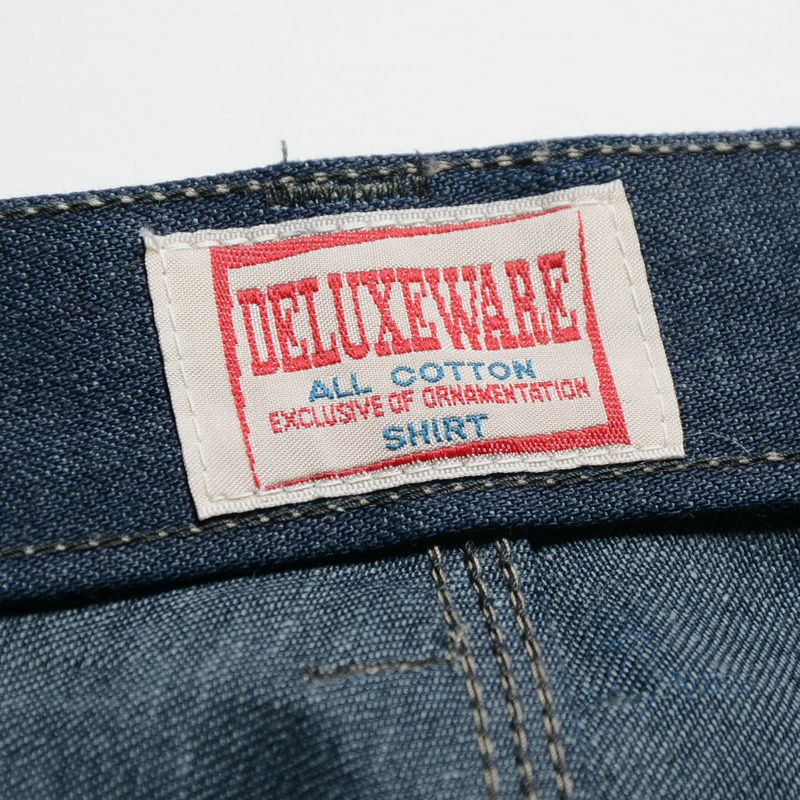 DELUXEWARE
ALL COTTON
EXCLUSIVE OF ORNAMENTATION
SHIRT